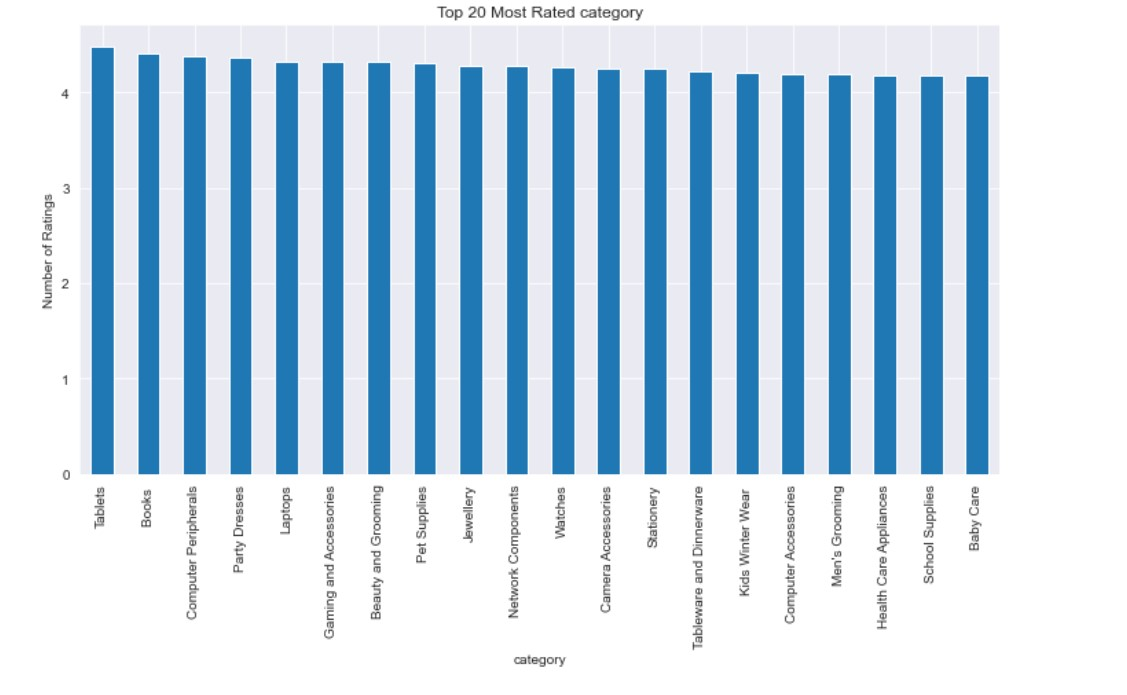 Top 20 Most Rated category
Number of Ratings
4
3
2
1
0
Tablets
Books
Computer Peripherals
Party Dresses
Laptops
Gaming and Accessories
Beauty and Grooming
Pet Supplies
Jewellery
Network Components
Watches
Camera Accessories
Stationery
Tableware and Dinnerware
Kids Winter Wear
Computer Accessories
Men's Grooming
Health Care Appliances
School Supplies
Baby Care
category